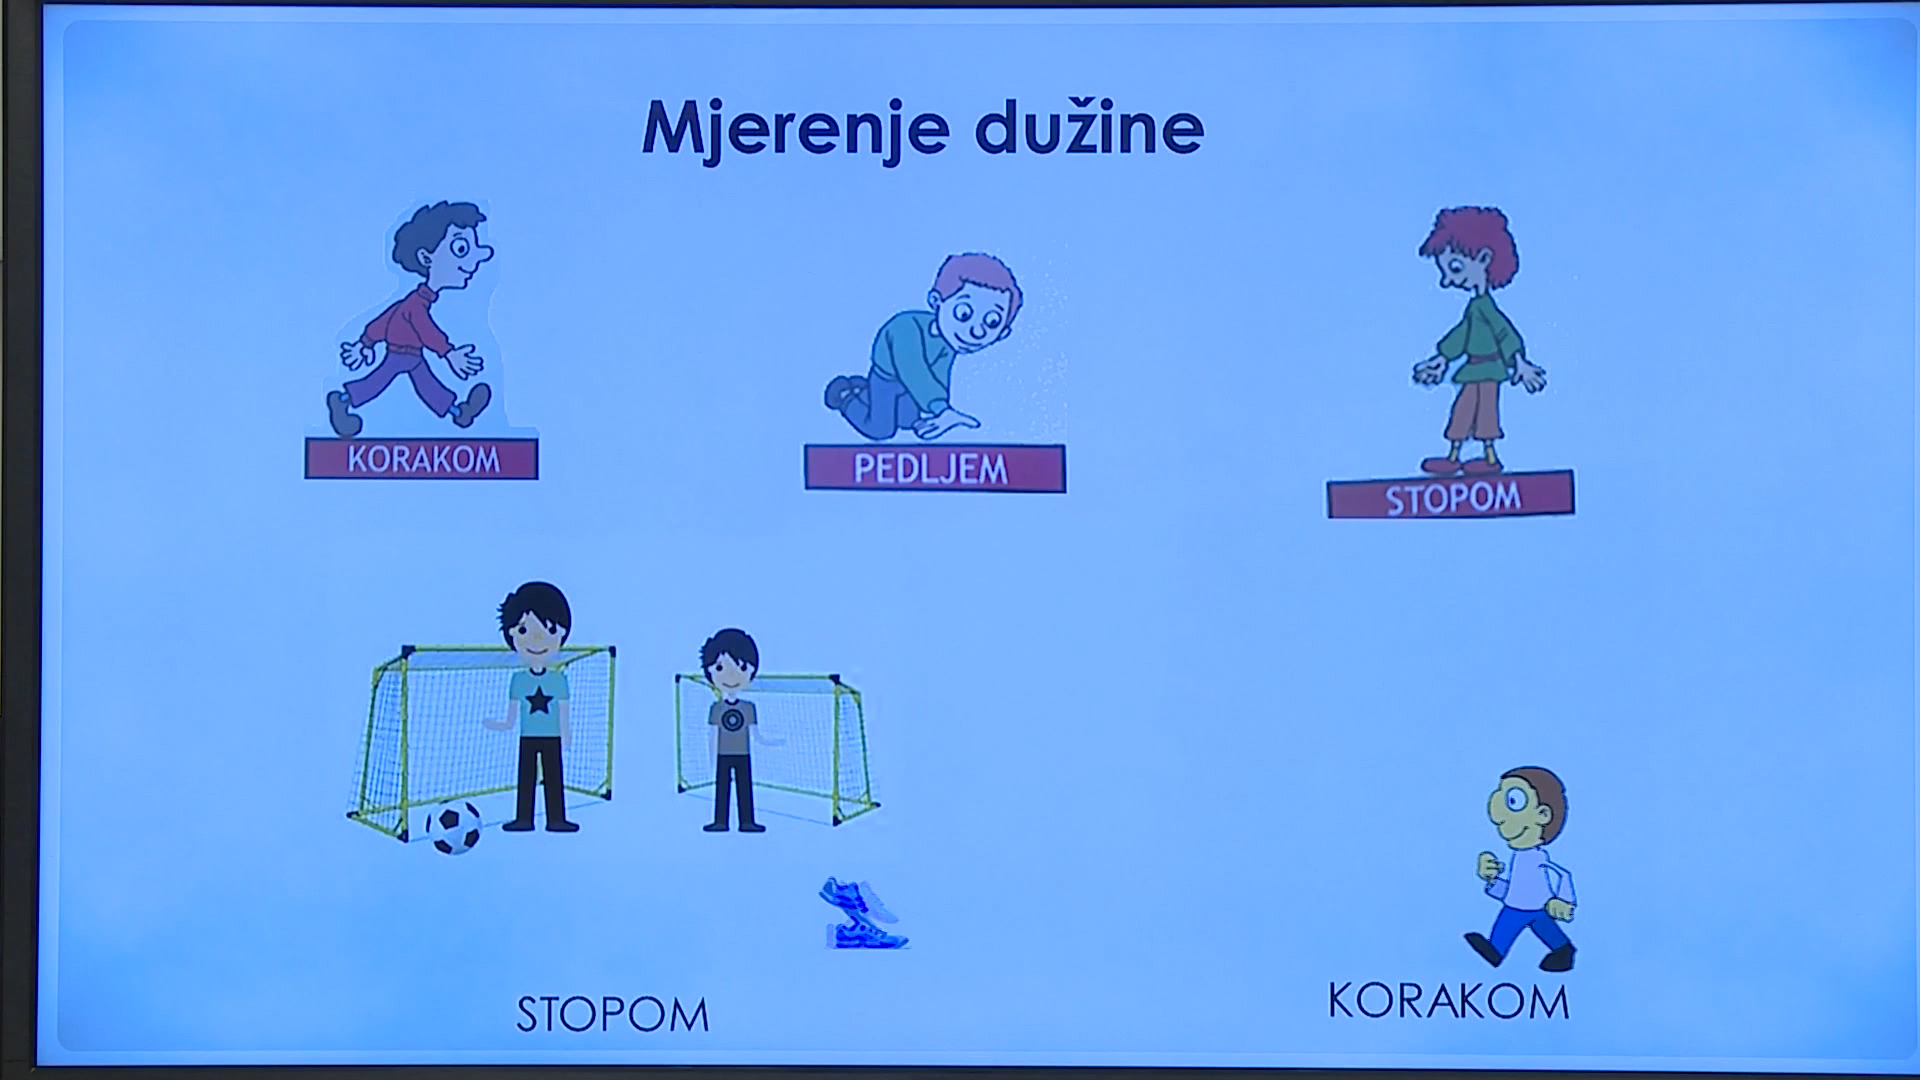 Mjerenje dužine
KORAKOM
PEDLJEM
STOPOM
STOPOM
KORAKOM